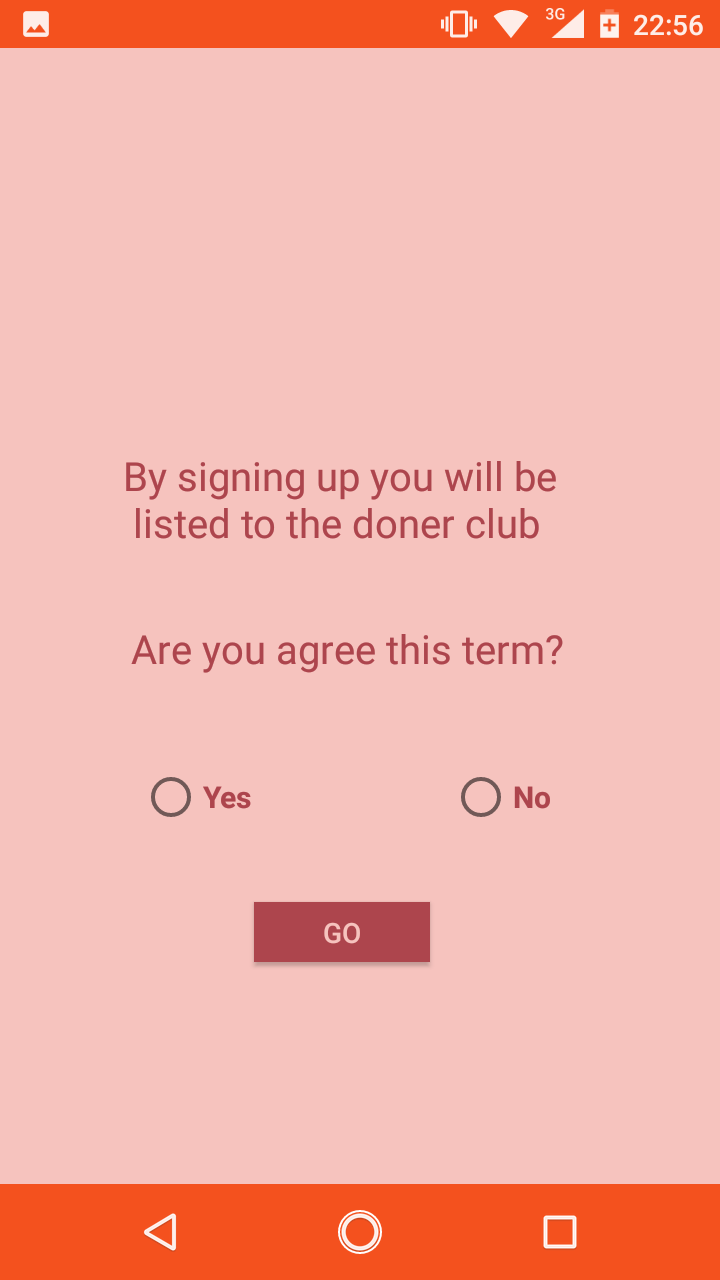 3G 22:56
By signing up you will be
listed to the doner club
Are you agree this term?
Yes No
GO